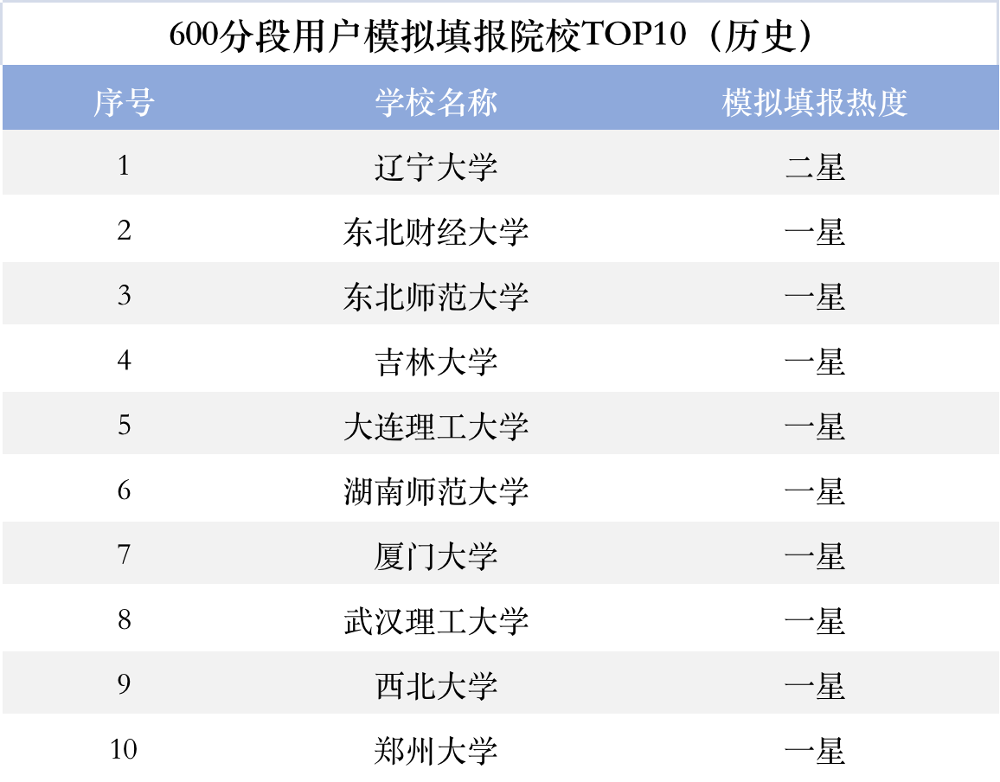 600分段用户模拟填报院校TOP10（历史）
序号 学校名称 模拟填报热度
1 辽宁大学 二星
2 东北财经大学 一星
3 东北师范大学 一星
4 吉林大学 一星
5 大连理工大学 一星
6 湖南师范大学 一星
7 厦门大学 一星
8 武汉理工大学 一星
9 西北大学 一星
10 郑州大学 一星